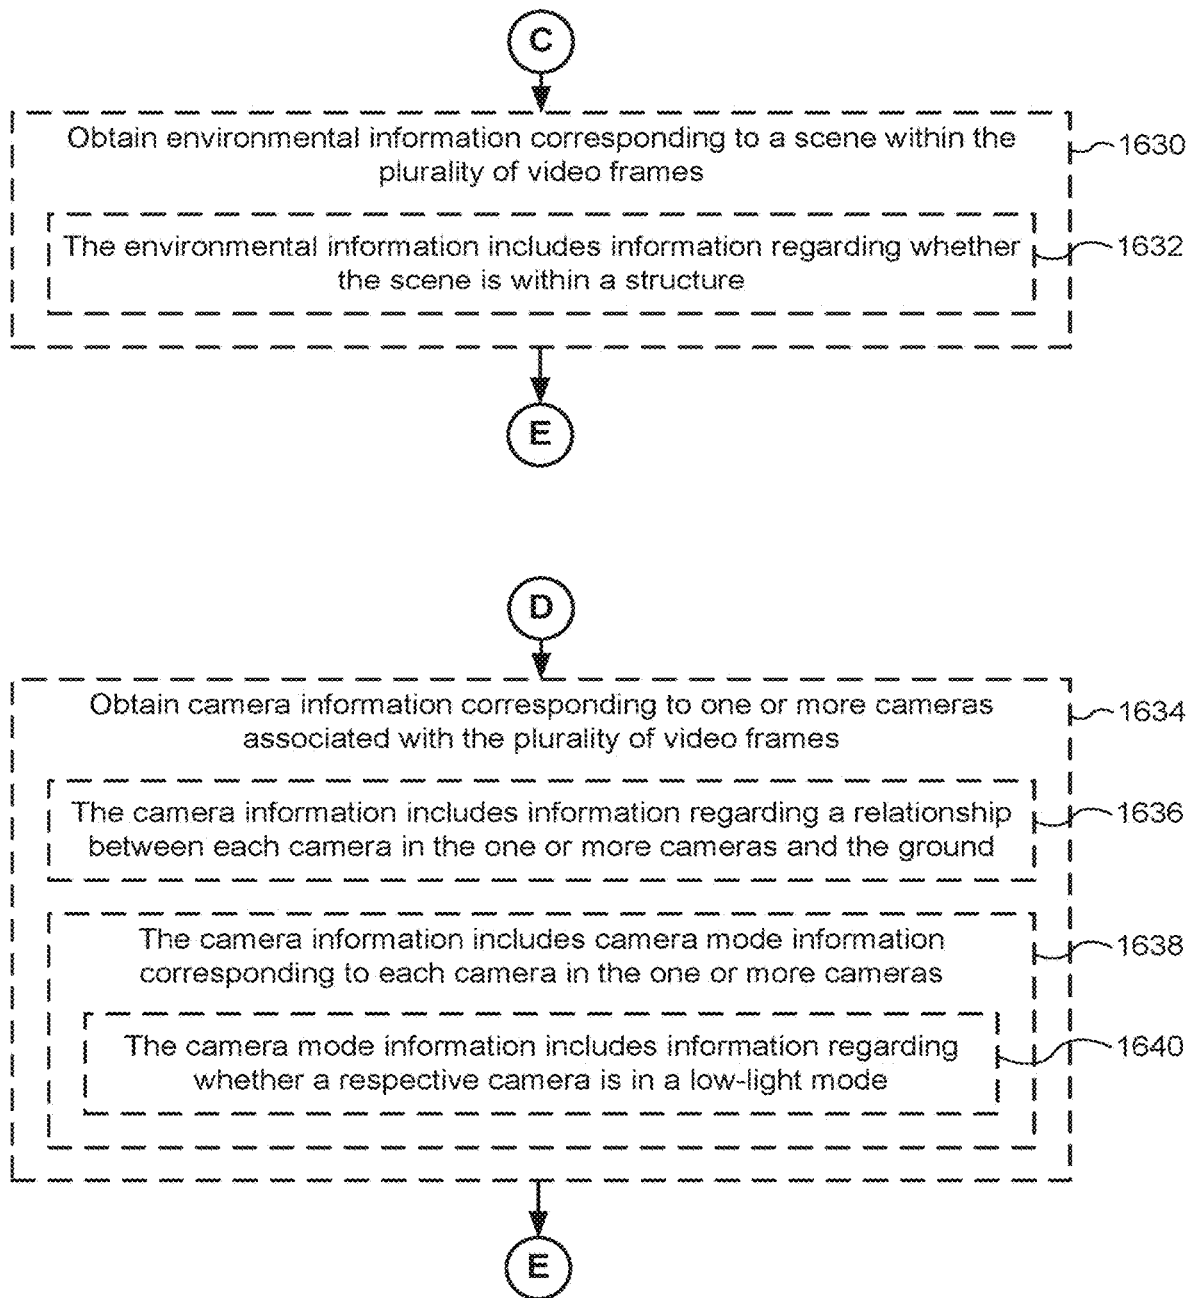 C
Obtain environmental information corresponding to a scene within the
plurality of video frames
1630
The environmental information includes information regarding whether
the scene is within a structure
1632
E
D
Obtain camera information corresponding to one or more cameras
associated with the plurality of video frames
1634
The camera information includes information regarding a relationship
between each camera in the one or more cameras and the ground
1636
The camera information includes camera mode information
corresponding to each camera in the one or more cameras
1638
The camera mode information includes information regarding
whether a respective camera is in a low-light mode
1640
E